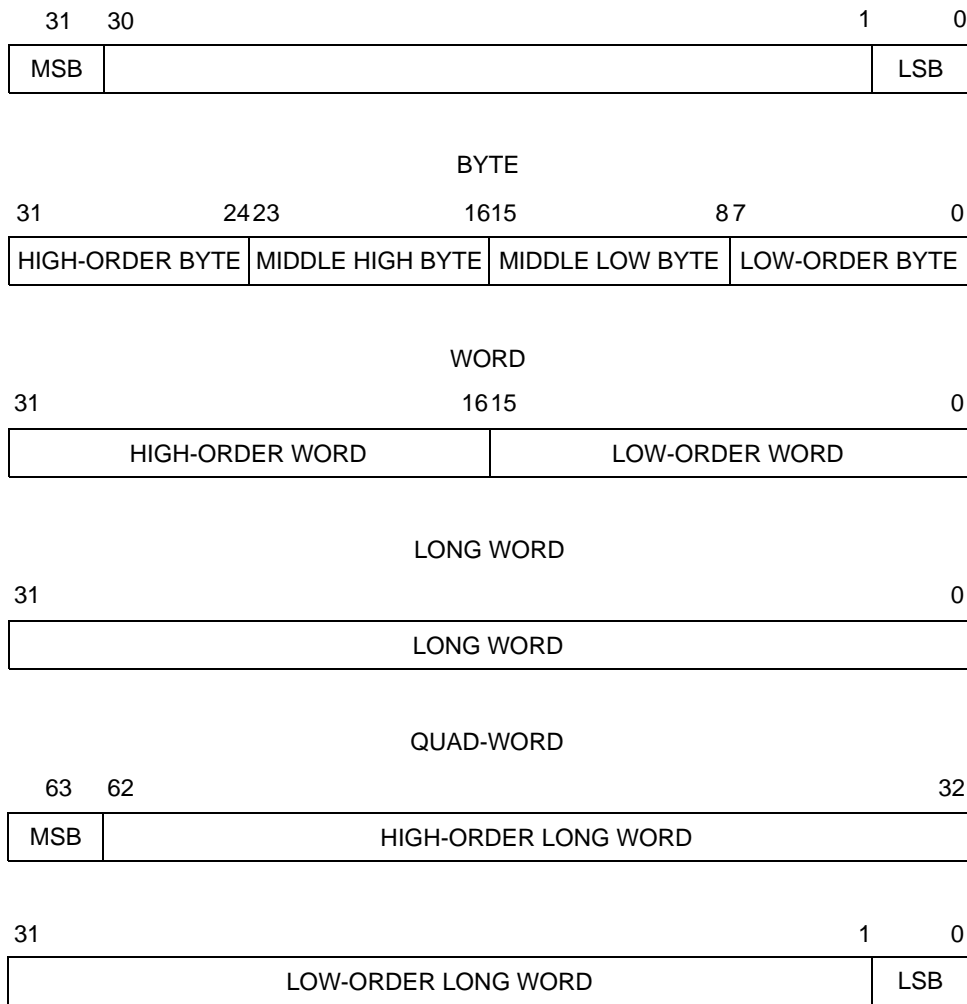 31 30 1 0
MSB LSB
BYTE
31 24 23 16 15 8 7 0
HIGH-ORDER BYTE MIDDLE HIGH BYTE MIDDLE LOW BYTE LOW-ORDER BYTE
WORD
31 16 15 0
HIGH-ORDER WORD LOW-ORDER WORD
LONG WORD
31 0
LONG WORD
QUAD-WORD
63 62 32
MSB HIGH-ORDER LONG WORD
31 1 0
LOW-ORDER LONG WORD LSB